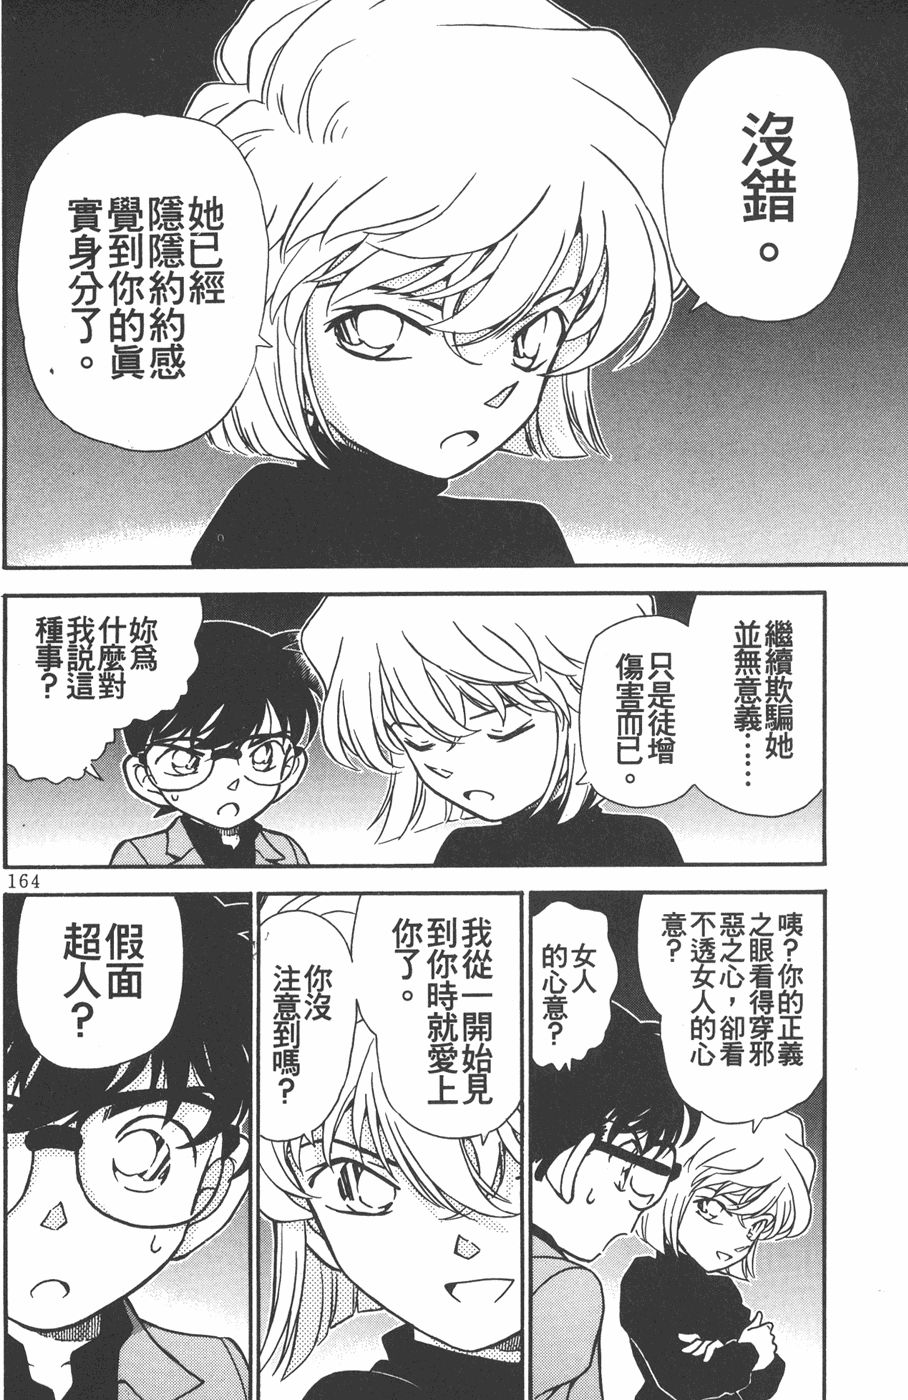 沒錯。
她已經
隱隱約約感
覺到你的眞
實身分了。
繼續欺騙她
並無意義……
只是徒增
傷害而已。
妳爲
什麼對
我說這
種事？
164
咦？你的正義
之眼看得穿邪
惡之心，卻看
不透女人的心
意？
女人
的心意？
我從一開始見
到你時就愛上
你了。
你沒
注意到嗎？
假面
超人？